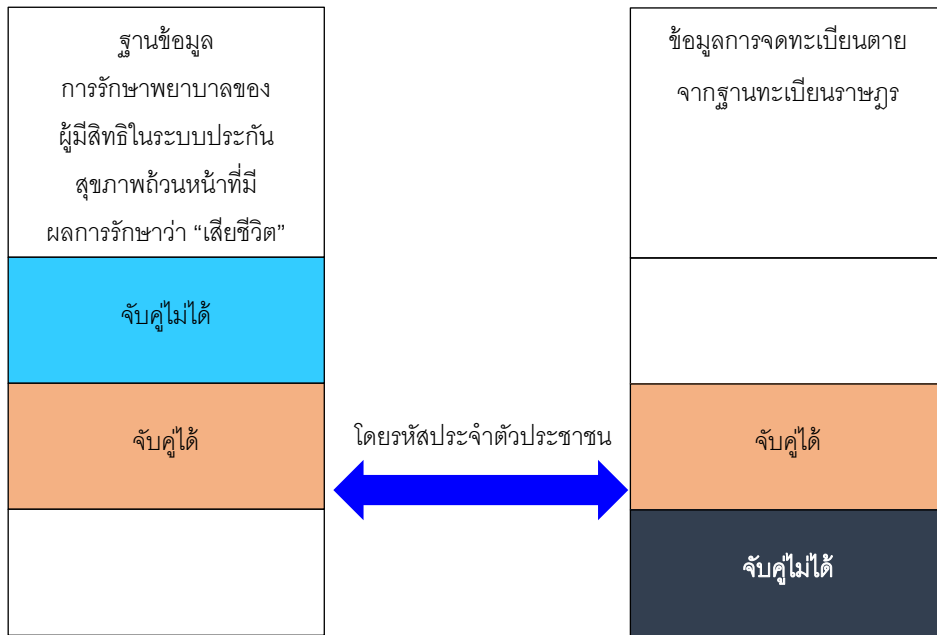 ฐานข้อมูล
การรักษาพยาบาลของ
ผู้มีสิทธิในระบบประกัน
สุขภาพถ้วนหน้าที่มี
ผลการรักษาว่า “เสียชีวิต”
ข้อมูลการจดทะเบียนตาย
จากฐานทะเบียนราษฎร
จับคู่ไม่ได้
จับคู่ได้
โดยรหัสประจำตัวประชาชน
จับคู่ได้
จับคู่ไม่ได้